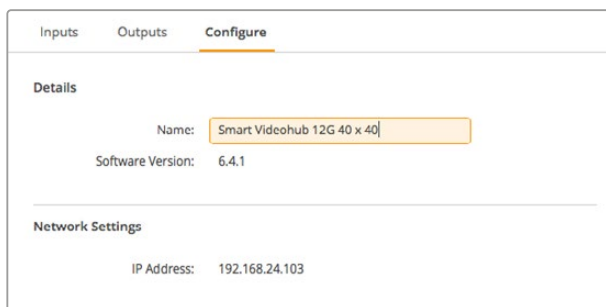 Inputs Outputs Configure
Details
Name: Smart Videohub 12G 40 x 40
Software Version: 6.4.1
Network Settings
IP Address: 192.168.24.103